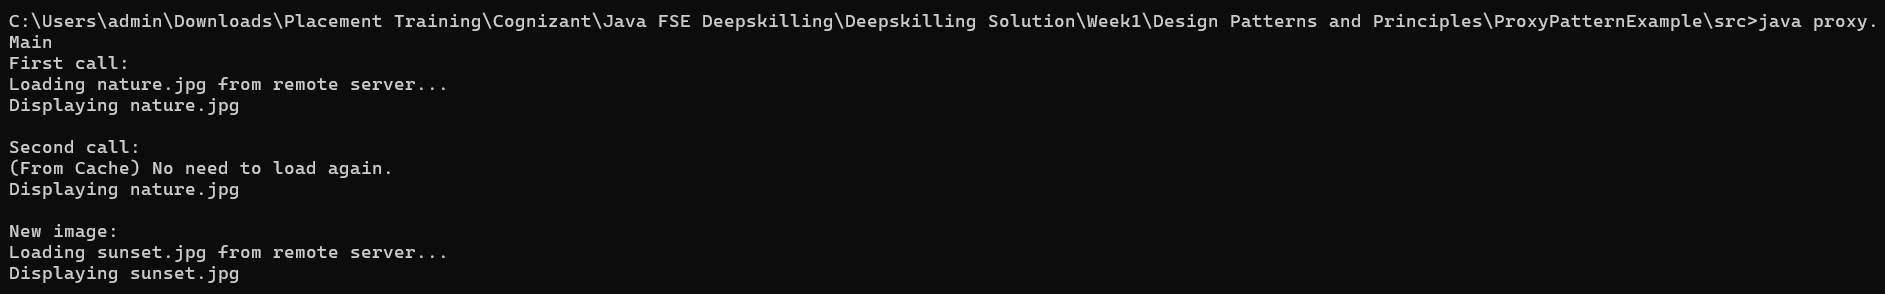 C:\Users\admin\Downloads\Placement Training\Cognizant\Java FSE Deepskilling\Deepskilling Solution\Week1\Design Patterns and Principles\ProxyPatternExample\src>java proxy.
Main
First call:
Loading nature.jpg from remote server...
Displaying nature.jpg

Second call:
(From Cache) No need to load again.
Displaying nature.jpg

New image:
Loading sunset.jpg from remote server...
Displaying sunset.jpg